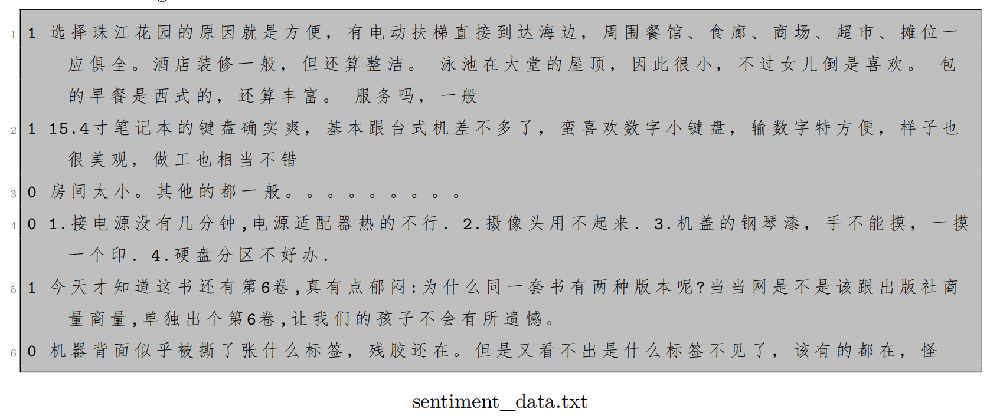 1 1 选择珠江花园的原因就是方便，有电动扶梯直接到达海边，周围餐馆、食廊、商场、超市、摊位一
应俱全。酒店装修一般，但还算整洁。 泳池在大堂的屋顶，因此很小，不过女儿倒是喜欢。 包
的早餐是西式的，还算丰富。 服务吗，一般
2 1 15.4寸笔记本的键盘确实爽，基本跟台式机差不多了，蛮喜欢数字小键盘，输数字特方便，样子也
很美观，做工也相当不错
3 0 房间太小。其他的都一般。。。。。。。。。
4 0 1.接电源没有几分钟,电源适配器热的不行. 2.摄像头用不起来. 3.机盖的钢琴漆，手不能摸，一摸
一个印. 4.硬盘分区不好办.
5 1 今天才知道这书还有第6卷,真有点郁闷:为什么同一套书有两种版本呢?当当网是不是该跟出版社商
量商量,单独出个第6卷,让我们的孩子不会有所遗憾。
6 0 机器背面似乎被撕了张什么标签，残胶还在。但是又看不出是什么标签不见了，该有的都在，怪
sentiment_data.txt